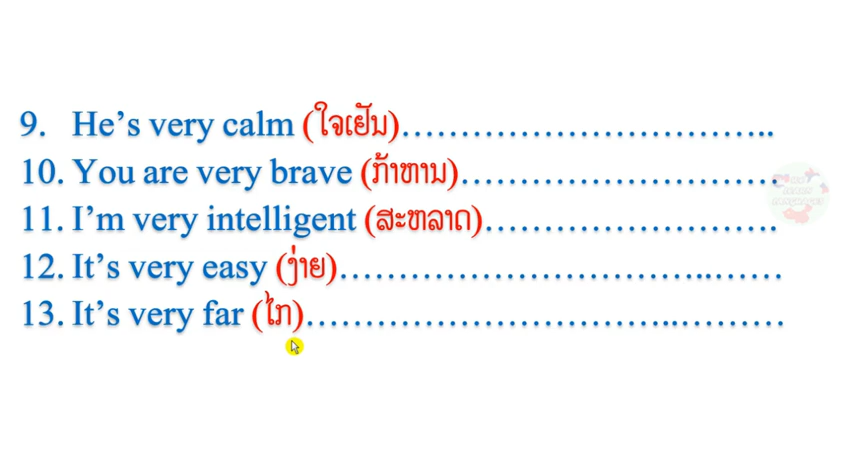 9. He's very calm (ໃຈເຢັນ)…………………………..
10. You are very brave (ກ້າຫານ)………………………
11. I'm very intelligent (ສະຫລາດ)…………………….
12. It's very easy (ງ່າຍ)…………………………..……
13. It's very far (ໄກ)…………………………..………